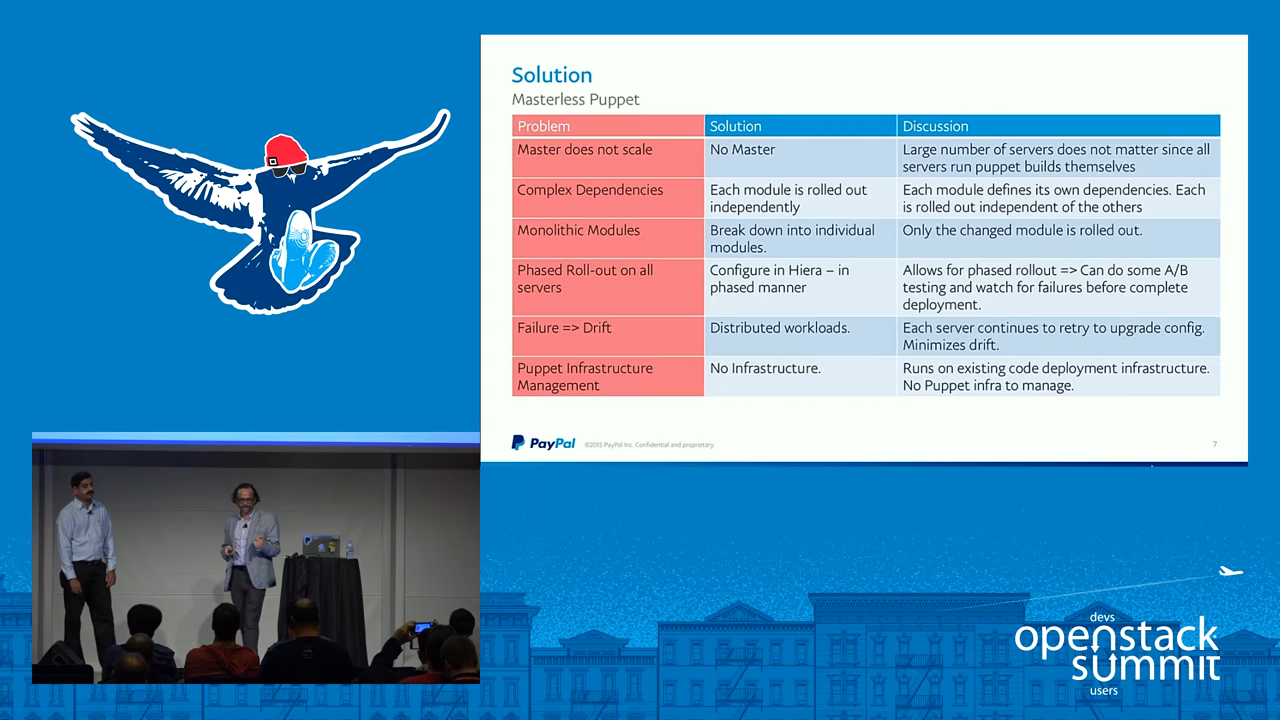 Solution
Masterless Puppet
Problem
Solution
Discussion
Master does not scale
No Master
Large number of servers does not matter since all
servers run puppet builds themselves
Complex Dependencies
Each module is rolled out
independently
Each module defines its own dependencies. Each
is rolled out independent of the others
Monolithic Modules
Break down into individual
modules.
Only the changed module is rolled out.
Phased Roll-out on all
servers
Configure in Hiera – in
phased manner
Allows for phased rollout => Can do some A/B
testing and watch for failures before complete
deployment.
Failure => Drift
Distributed workloads.
Each server continues to retry to upgrade config.
Minimizes drift.
Puppet Infrastructure
Management
No Infrastructure.
Runs on existing code deployment infrastructure.
No Puppet infra to manage.
PayPal
©2015 PayPal Inc. Confidential and proprietary.
7
devs
openstack
summit
users